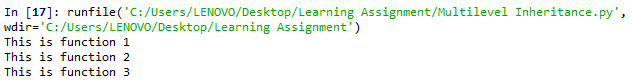 In [17]: runfile('C:/Users/LENOVO/Desktop/Learning Assignment/Multilevel Inheritance.py',
wdir='C:/Users/LENOVO/Desktop/Learning Assignment')
This is function 1
This is function 2
This is function 3